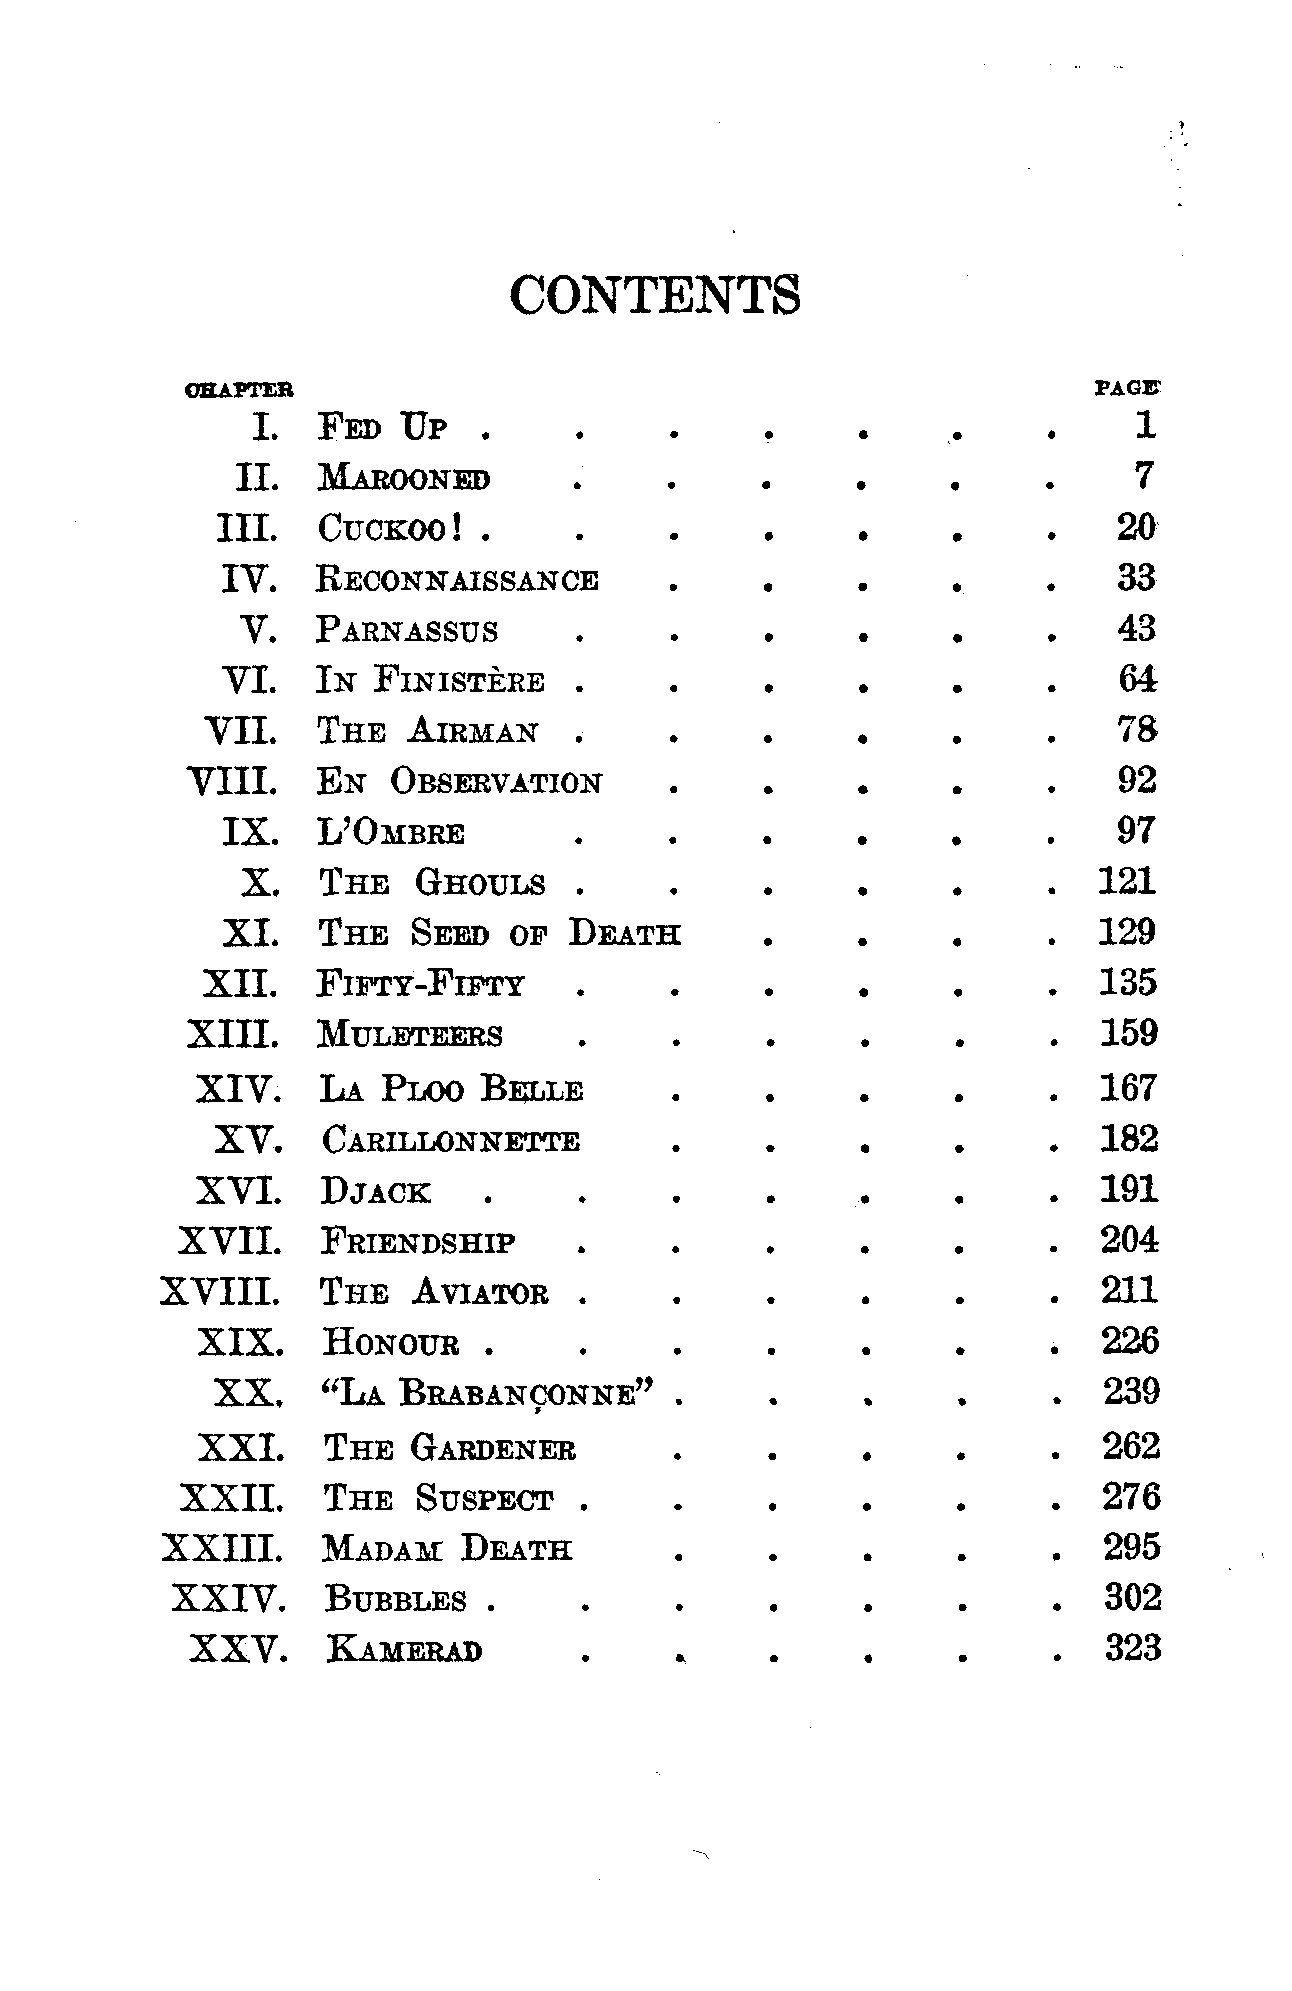 CONTENTS
CHAPTER PAGE
I. FED UP . . . . . . . 1
II. MAROONED . . . . . . 7
III. CUCKOO! . . . . . . . 20
IV. RECONNAISSANCE . . . . . 33
V. PARNASSUS . . . . . . 43
VI. IN FINISTÈRE . . . . . . 64
VII. THE AIRMAN . . . . . . 78
VIII. EN OBSERVATION . . . . . 92
IX. L'OMBRE . . . . . . 97
X. THE GHOULS . . . . . . 121
XI. THE SEED OF DEATH . . . . 129
XII. FIFTY-FIFTY . . . . . . 135
XIII. MULETEERS . . . . . . 159
XIV. LA PLOO BELLE . . . . . 167
XV. CARILLONNETTE . . . . . 182
XVI. DJACK . . . . . . . 191
XVII. FRIENDSHIP . . . . . . 204
XVIII. THE AVIATOR . . . . . . 211
XIX. HONOUR . . . . . . . 226
XX. “LA BRABANÇONNE” . . . . . 239
XXI. THE GARDENER . . . . . 262
XXII. THE SUSPECT . . . . . . 276
XXIII. MADAM DEATH . . . . . 295
XXIV. BUBBLES . . . . . . . 302
XXV. KAMERAD . . . . . . 323